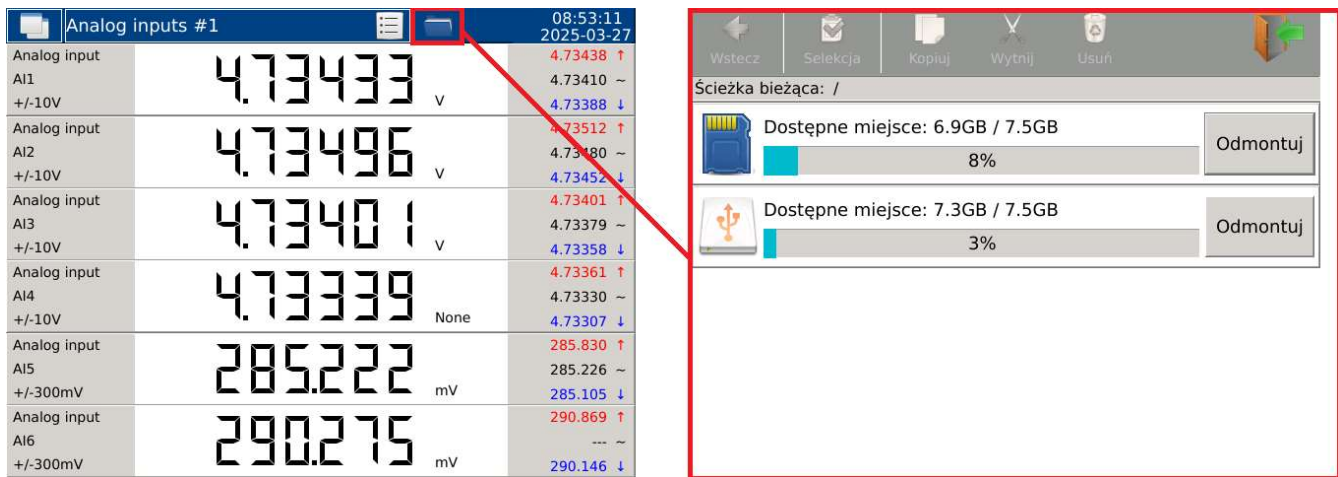 Analog inputs #1
08:53:11
2025-03-27
Analog input
AI1
+/-10V
4.73433 V
4.73438 ↑
4.73410 ~
4.73388 ↓
Analog input
AI2
+/-10V
4.73496 V
4.73512 ↑
4.73480 ~
4.73452 ↓
Analog input
AI3
+/-10V
4.73401 V
4.73401 ↑
4.73379 ~
4.73358 ↓
Analog input
AI4
+/-10V
4.73339 None
4.73361 ↑
4.73330 ~
4.73307 ↓
Analog input
AI5
+/-300mV
285.222 mV
285.830 ↑
285.226 ~
285.105 ↓
Analog input
AI6
+/-300mV
290.275 mV
290.869 ↑
--- ~
290.146 ↓
Wstecz Selekcja Kopiuj Wytnij Usuń
Ścieżka bieżąca: /
Dostępne miejsce: 6.9GB / 7.5GB
8%
Odmontuj
Dostępne miejsce: 7.3GB / 7.5GB
3%
Odmontuj